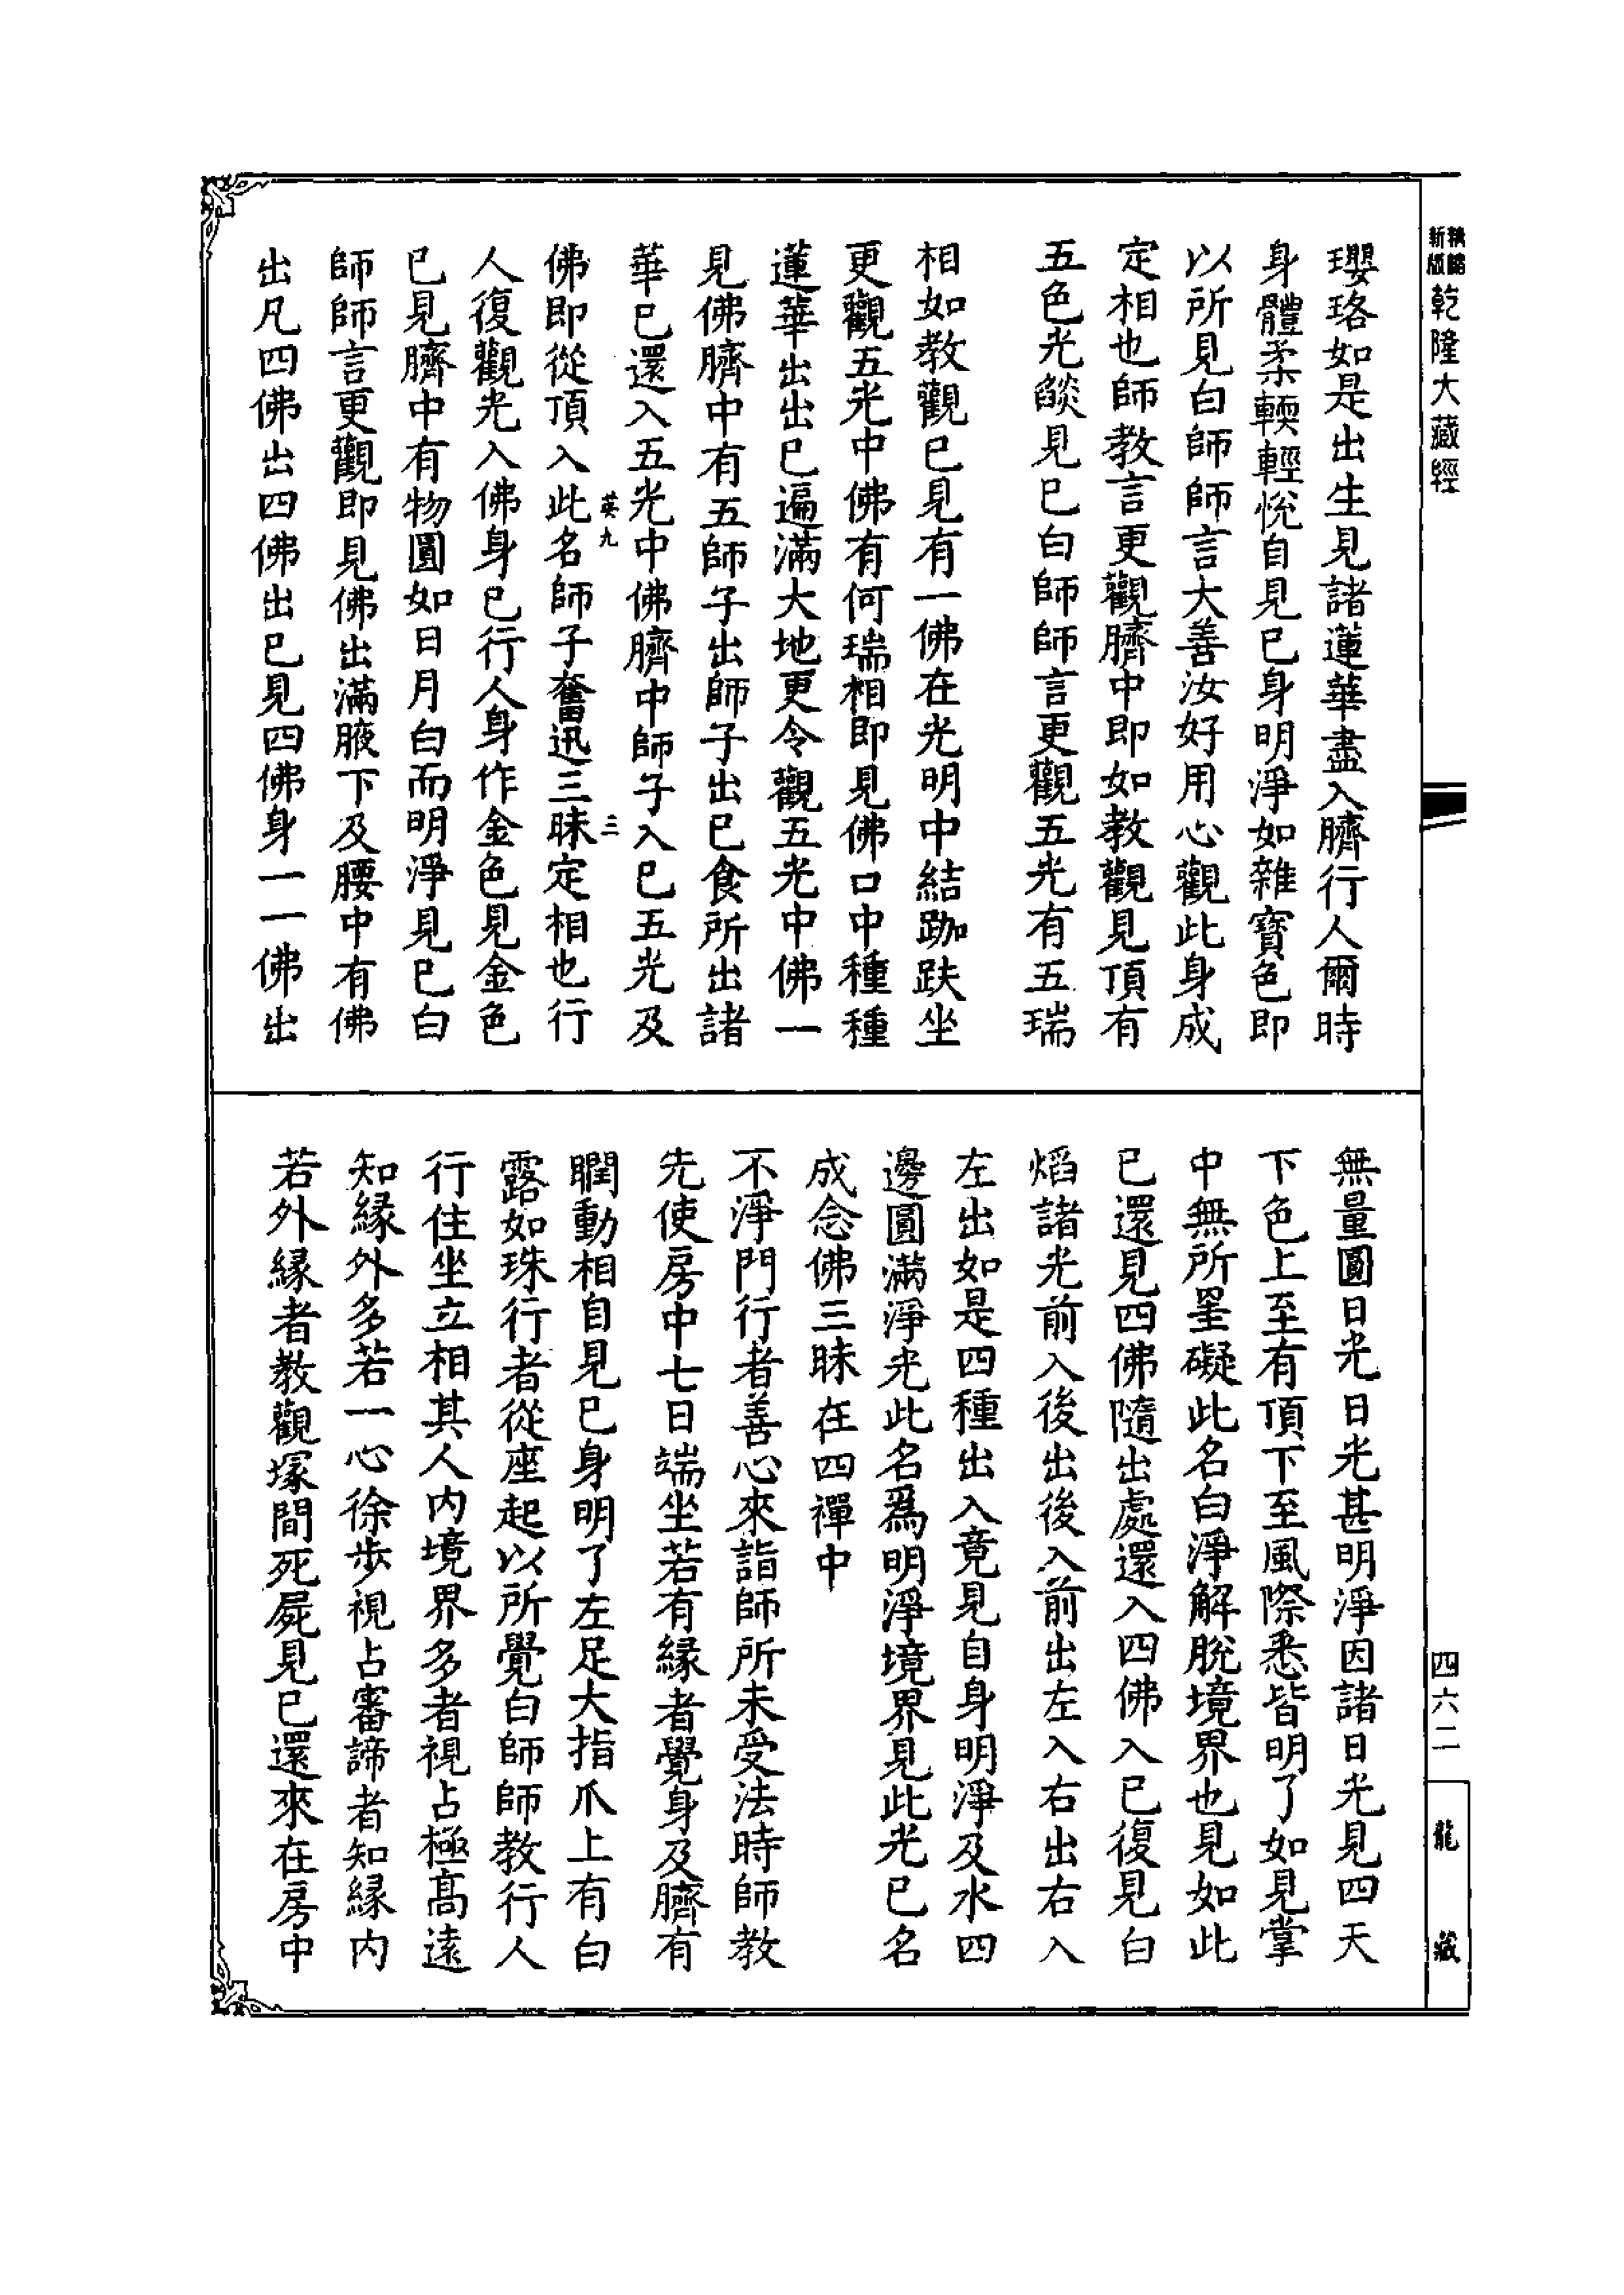 新版
乾隆大藏經
瓔珞如是出生見諸蓮華盡入臍行人爾時
身體柔輭輕悅自見已身明淨如雜寶色即
以所見白師師言大善汝好用心觀此身成
定相也師教言更觀臍中即如教觀見頂有
五色光燄見已白師師言更觀五光有五瑞
相如教觀已見有一佛在光明中結跏趺坐
更觀五光中佛有何瑞相即見佛口中種種
蓮華出出已遍滿大地更令觀五光中佛一
見佛臍中有五師子出師子出已食所出諸
華已還入五光中佛臍中師子入已五光及
英九 三
佛即從頂入此名師子奮迅三昧定相也行
人復觀光入佛身已行人身作金色見金色
已見臍中有物圓如日月白而明淨見已白
師師言更觀即見佛出滿腋下及腰中有佛
出凡四佛出四佛出已見四佛身一一佛出
無量圓日光日光甚明淨因諸日光見四天
下色上至有頂下至風際悉皆明了如見掌
中無所罣礙此名白淨解脫境界也見如此
已還見四佛隨出處還入四佛入已復見白
熖諸光前入後出後入前出左入右出右入
左出如是四種出入竟見自身明淨及水四
邊圓滿淨光此名爲明淨境界見此光已名
成念佛三昧在四禪中
不淨門行者善心來詣師所未受法時師教
先使房中七日端坐若有縁者覺身及臍有
瞤動相自見已身明了左足大指爪上有白
露如珠行者從座起以所覺白師師教行人
行住坐立相其人内境界多者視占極髙遠
知縁外多若一心徐步視占審諦者知縁内
若外縁者教觀塚間死屍見已還來在房中
四六二
龍藏